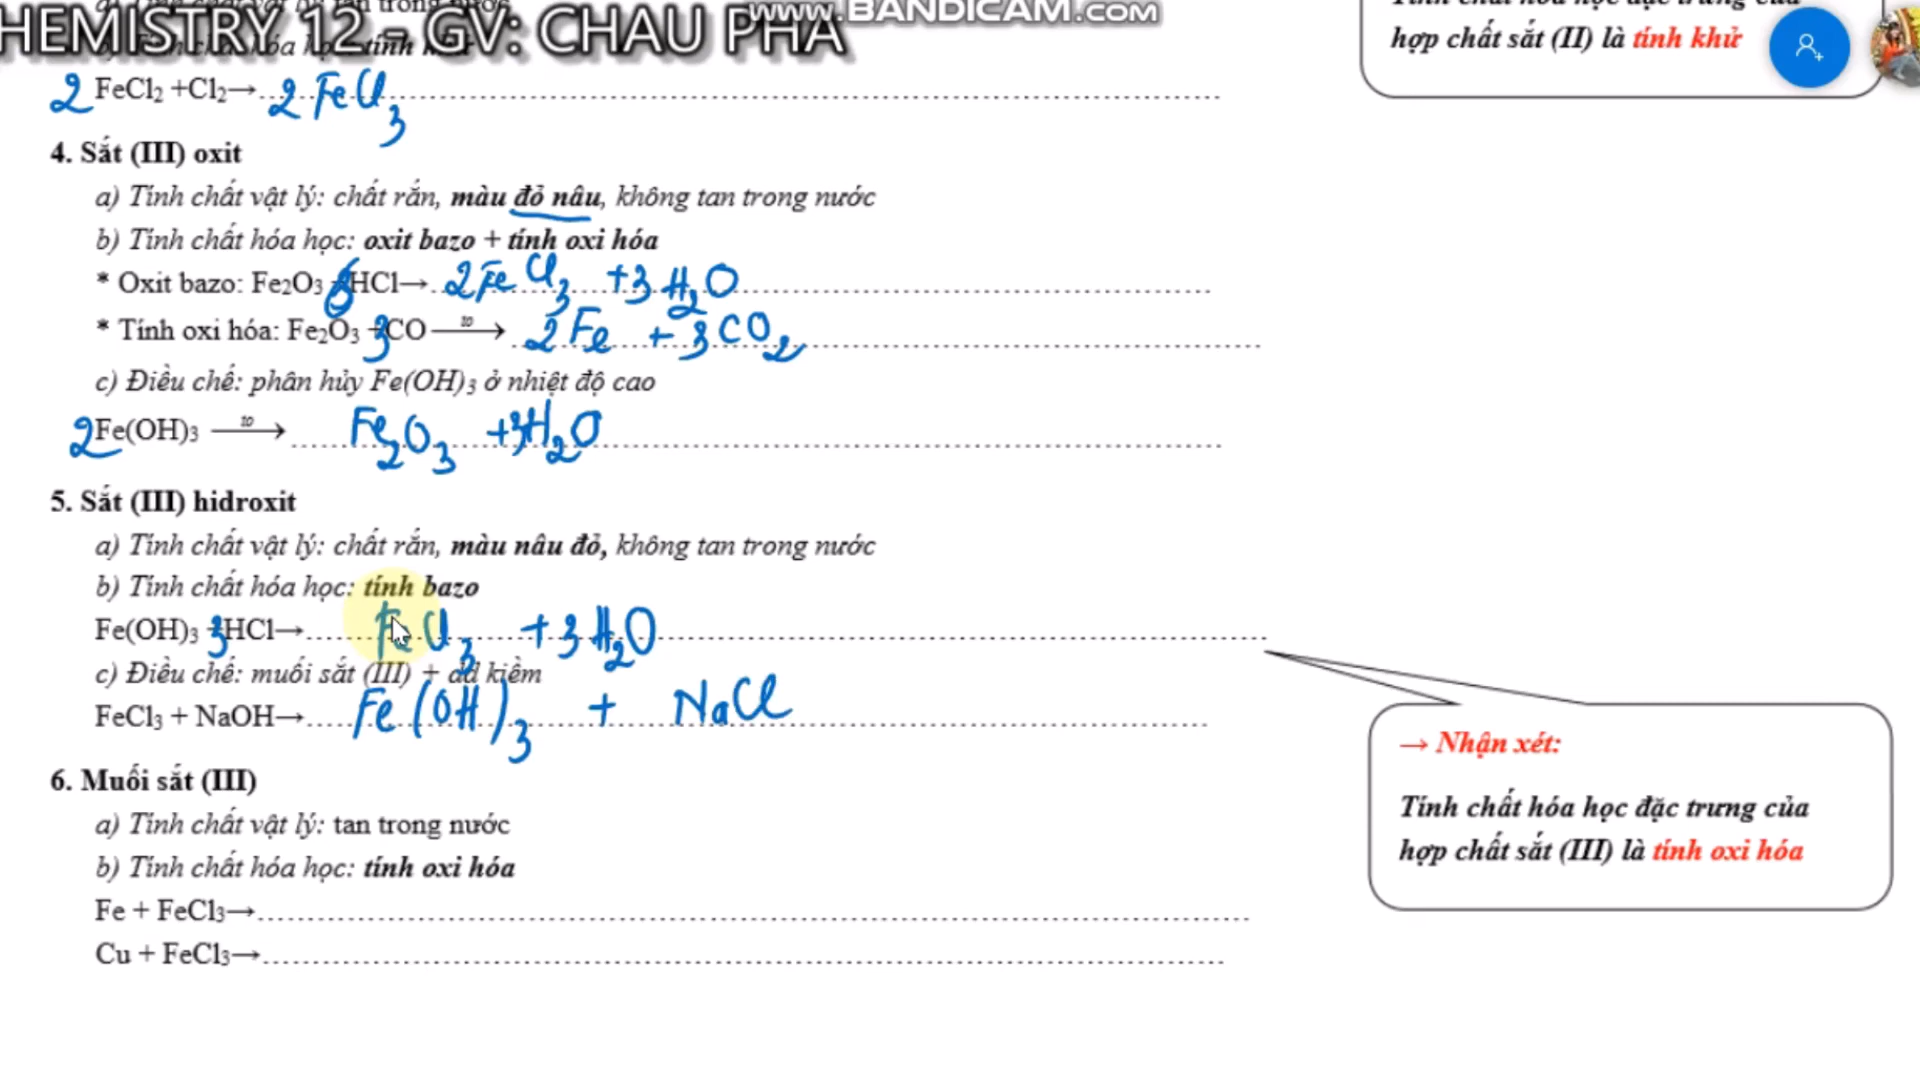 HEMISTRY 12 - GV: CHAU PHA
www.BANDICAM.com
hợp chất sắt (II) là tính khử
2 FeCl₂ +Cl₂→ 2 FeCl₃
4. Sắt (III) oxit
a) Tính chất vật lý: chất rắn, màu đỏ nâu, không tan trong nước
b) Tính chất hóa học: oxit bazo + tính oxi hóa
* Oxit bazo: Fe₂O₃ 6HCl→ 2FeCl₃ +3H₂O
* Tính oxi hóa: Fe₂O₃ +3CO →(t0) 2Fe + 3CO₂
c) Điều chế: phân hủy Fe(OH)₃ ở nhiệt độ cao
2Fe(OH)₃ →(t0) Fe₂O₃ +3H₂O
5. Sắt (III) hidroxit
a) Tính chất vật lý: chất rắn, màu nâu đỏ, không tan trong nước
b) Tính chất hóa học: tính bazo
Fe(OH)₃ +3HCl→ FeCl₃ + 3H₂O
c) Điều chế: muối sắt (III) + dd kiềm
FeCl₃ + NaOH→ Fe(OH)₃ + NaCl
6. Muối sắt (III)
a) Tính chất vật lý: tan trong nước
b) Tính chất hóa học: tính oxi hóa
Fe + FeCl₃→
Cu + FeCl₃→
→ Nhận xét:
Tính chất hóa học đặc trưng của
hợp chất sắt (III) là tính oxi hóa